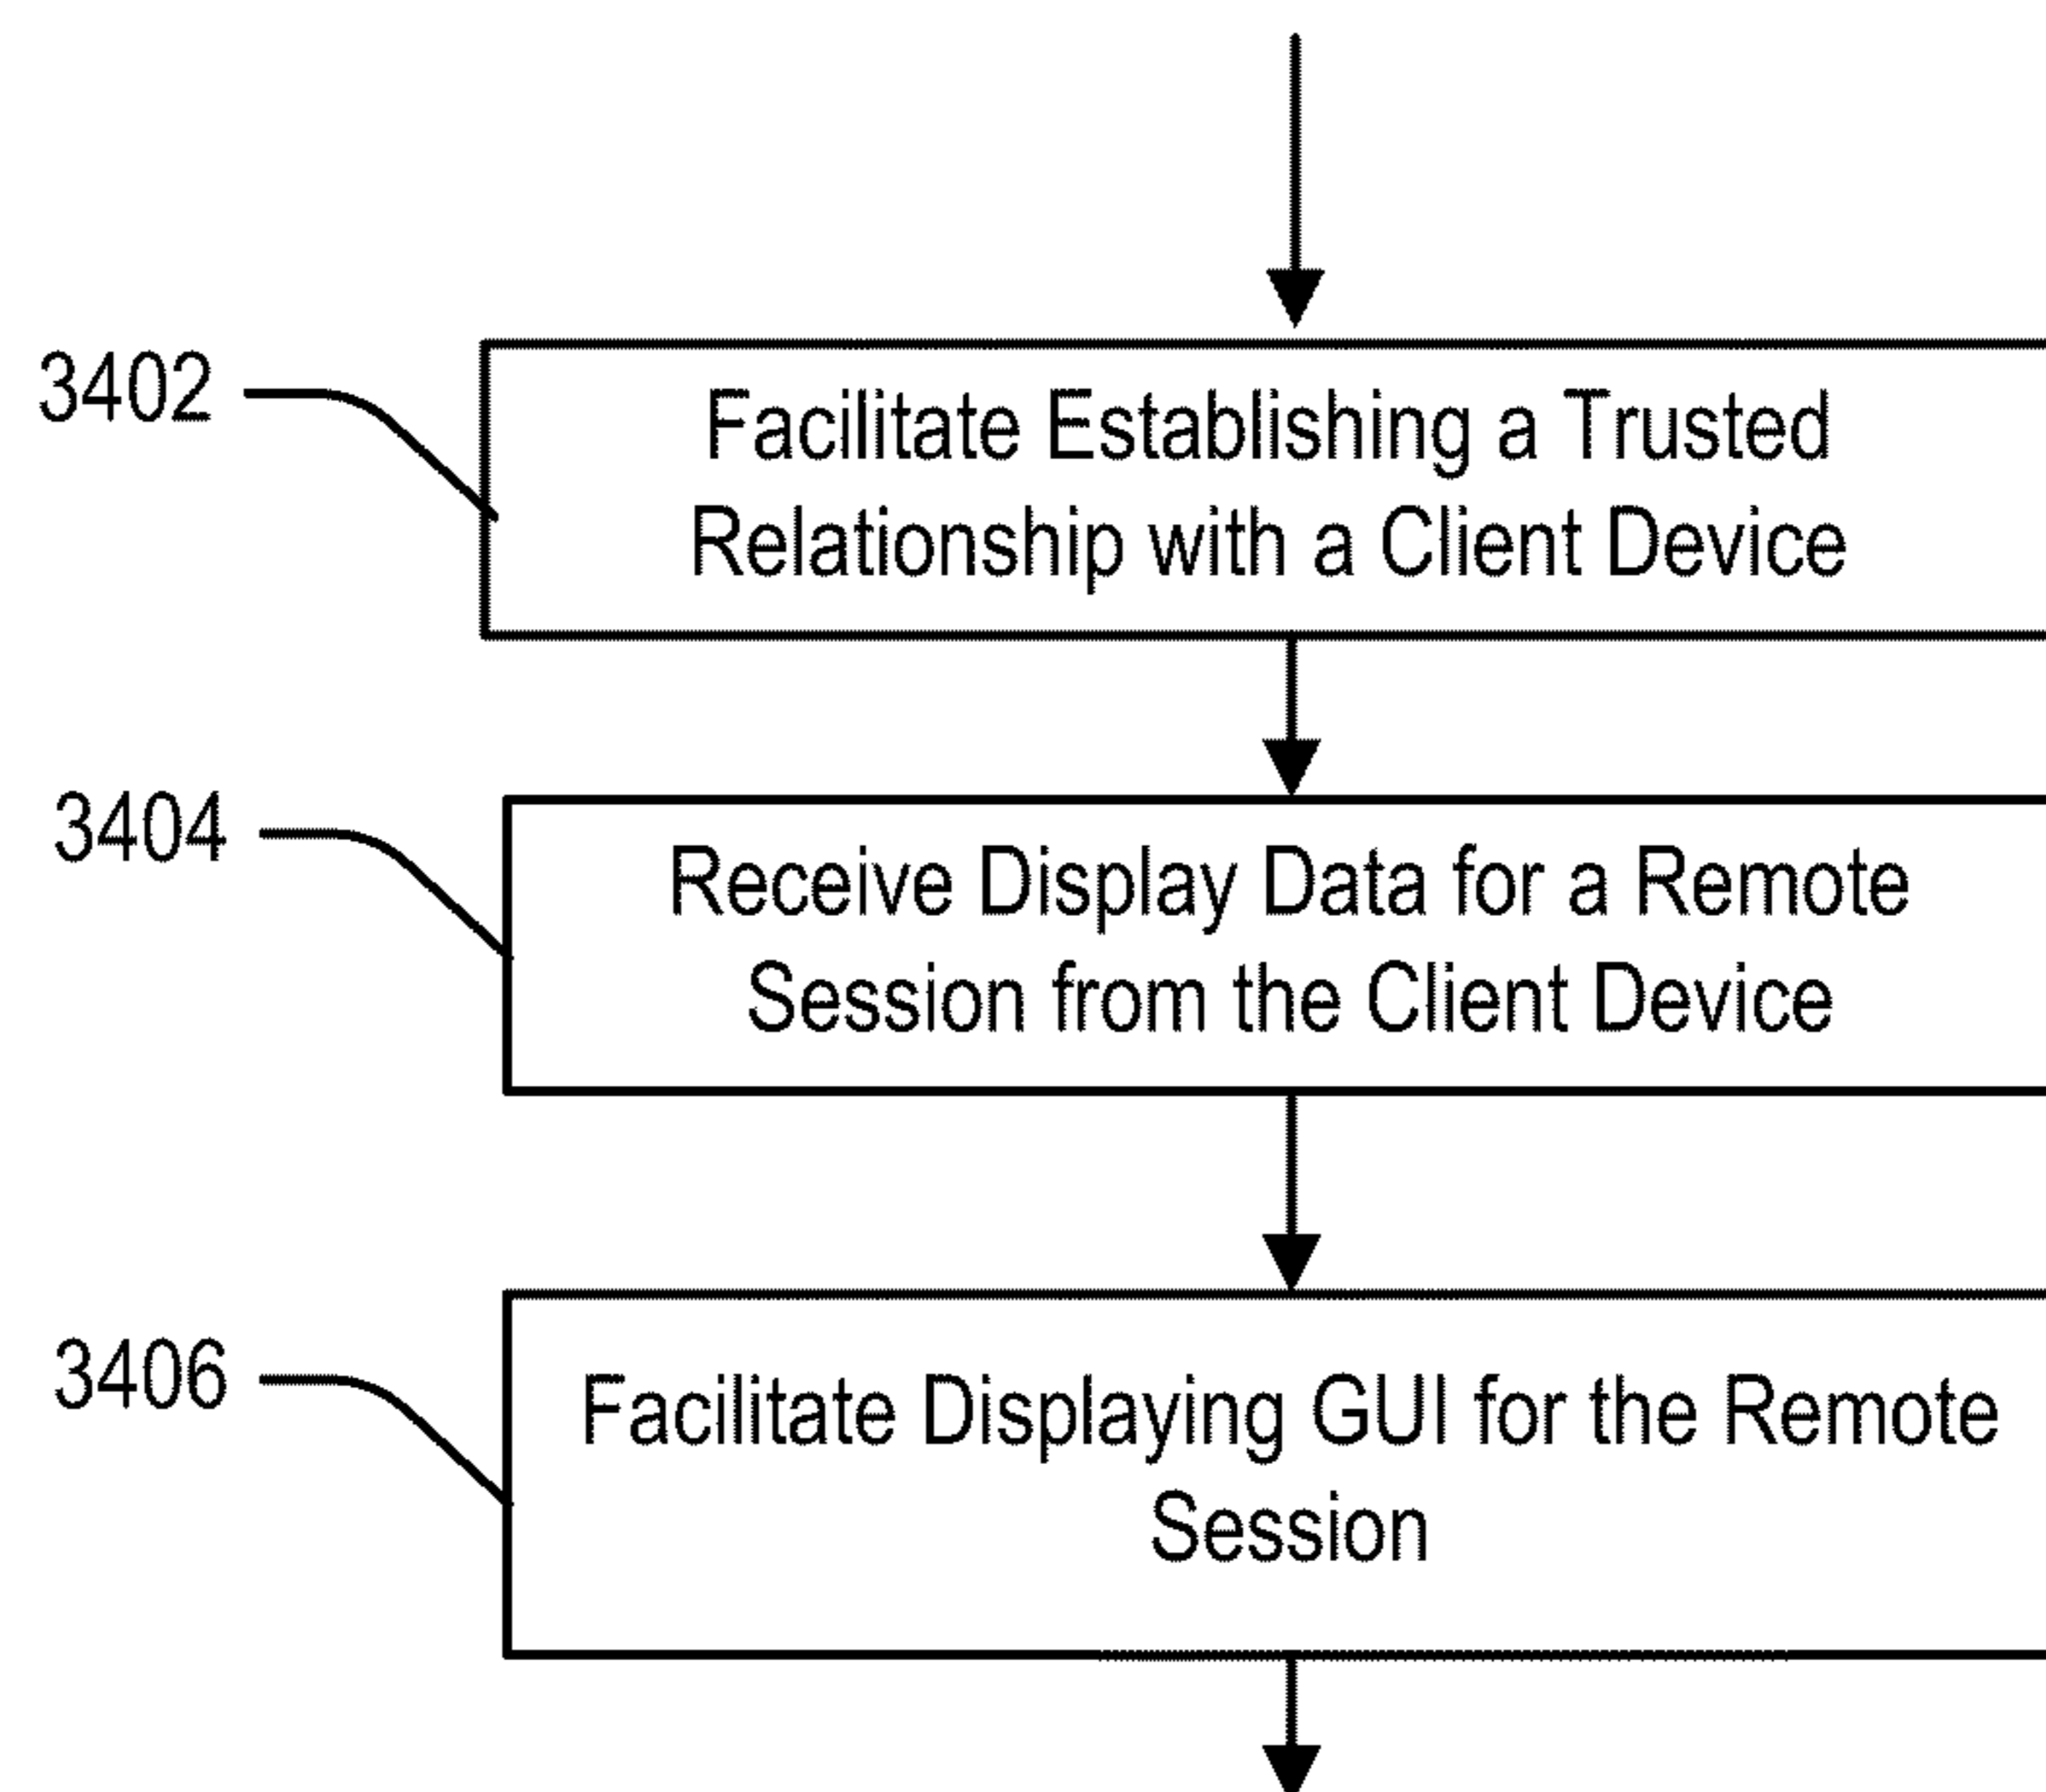 3402
Facilitate Establishing a Trusted
Relationship with a Client Device
3404
Receive Display Data for a Remote
Session from the Client Device
3406
Facilitate Displaying GUI for the Remote
Session